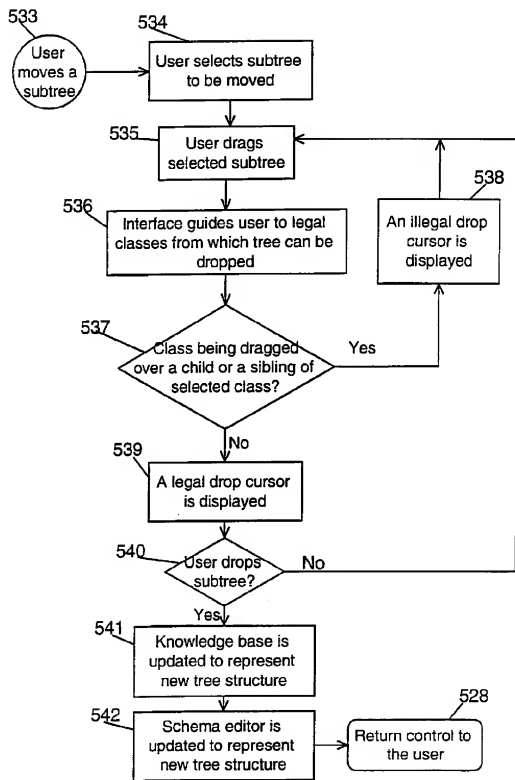 533
User
moves a
subtree
534
User selects subtree
to be moved
535
User drags
selected subtree
536
Interface guides user to legal
classes from which tree can be
dropped
538
An illegal drop
cursor is
displayed
537
Class being dragged
over a child or a sibling of
selected class?
Yes
No
539
A legal drop cursor
is displayed
540
User drops
subtree?
No
Yes
541
Knowledge base is
updated to represent
new tree structure
542
Schema editor is
updated to represent
new tree structure
528
Return control to
the user